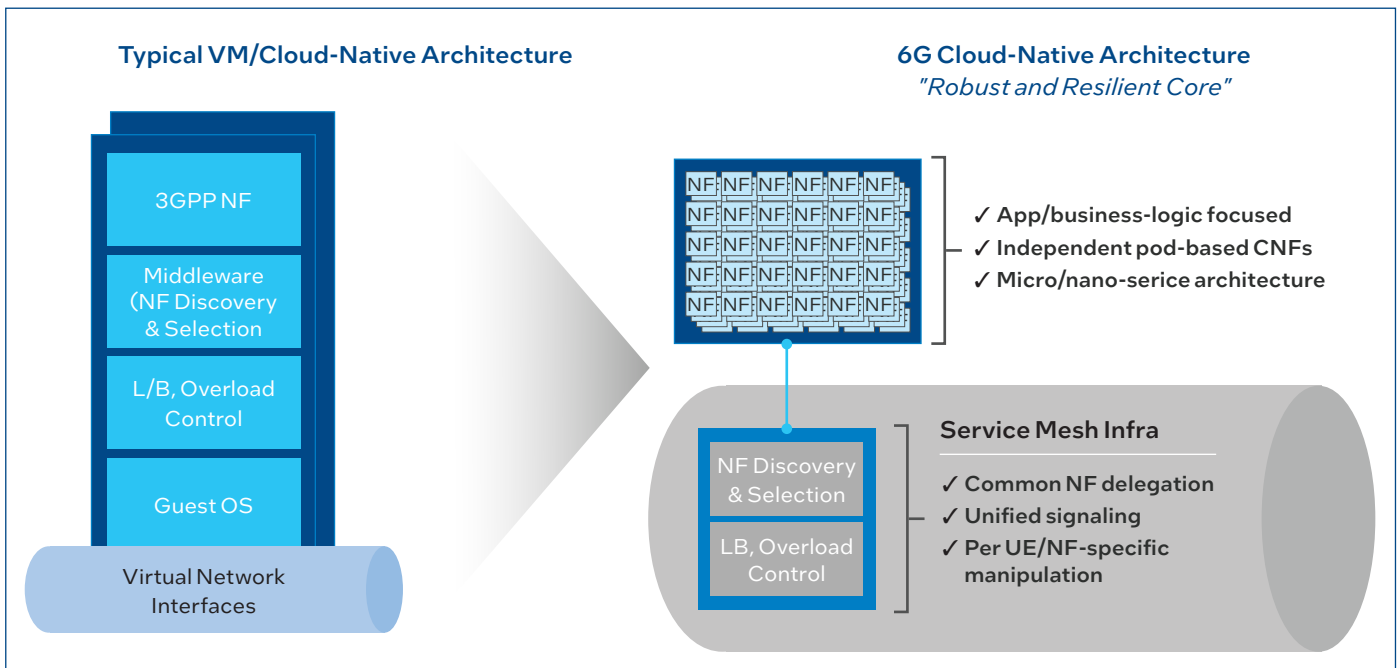 Typical VM/Cloud-Native Architecture
3GPP NF
Middleware
(NF Discovery
& Selection
L/B, Overload
Control
Guest OS
Virtual Network
Interfaces
6G Cloud-Native Architecture
"Robust and Resilient Core"
NF NF NF NF NF NF
NF NF NF NF NF NF
NF NF NF NF NF NF
NF NF NF NF NF NF
NF NF NF NF NF NF
✓ App/business-logic focused
✓ Independent pod-based CNFs
✓ Micro/nano-serice architecture
NF Discovery
& Selection
LB, Overload
Control
Service Mesh Infra
✓ Common NF delegation
✓ Unified signaling
✓ Per UE/NF-specific
manipulation